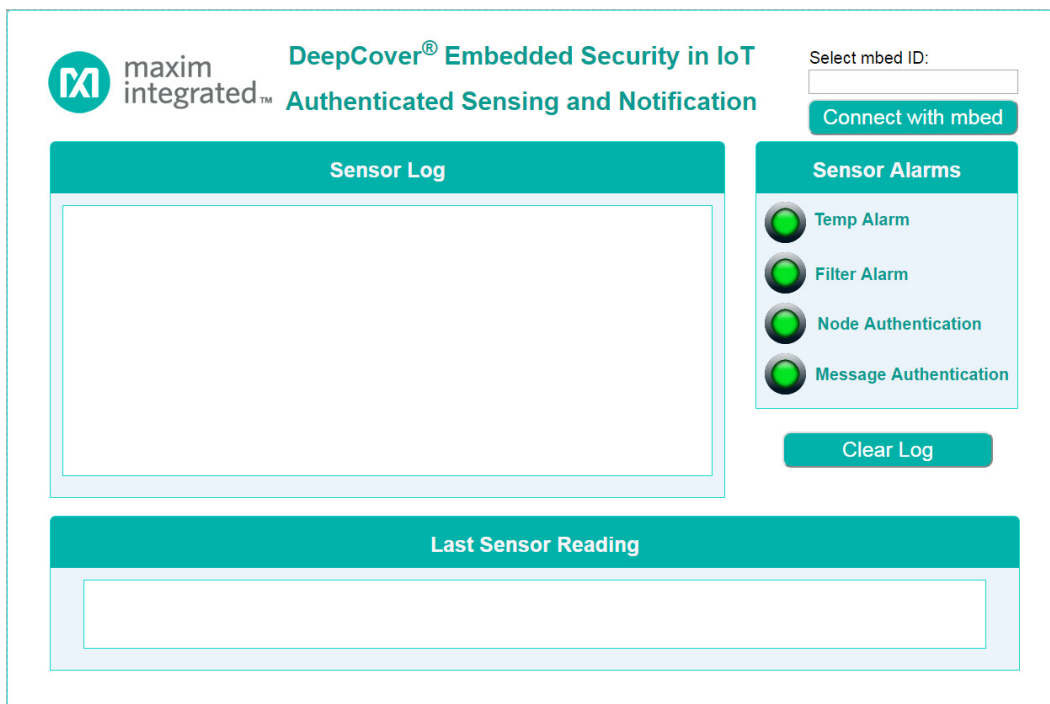 maxim
integrated™
DeepCover® Embedded Security in IoT
Authenticated Sensing and Notification
Select mbed ID:
Connect with mbed
Sensor Log
Sensor Alarms
Temp Alarm
Filter Alarm
Node Authentication
Message Authentication
Clear Log
Last Sensor Reading